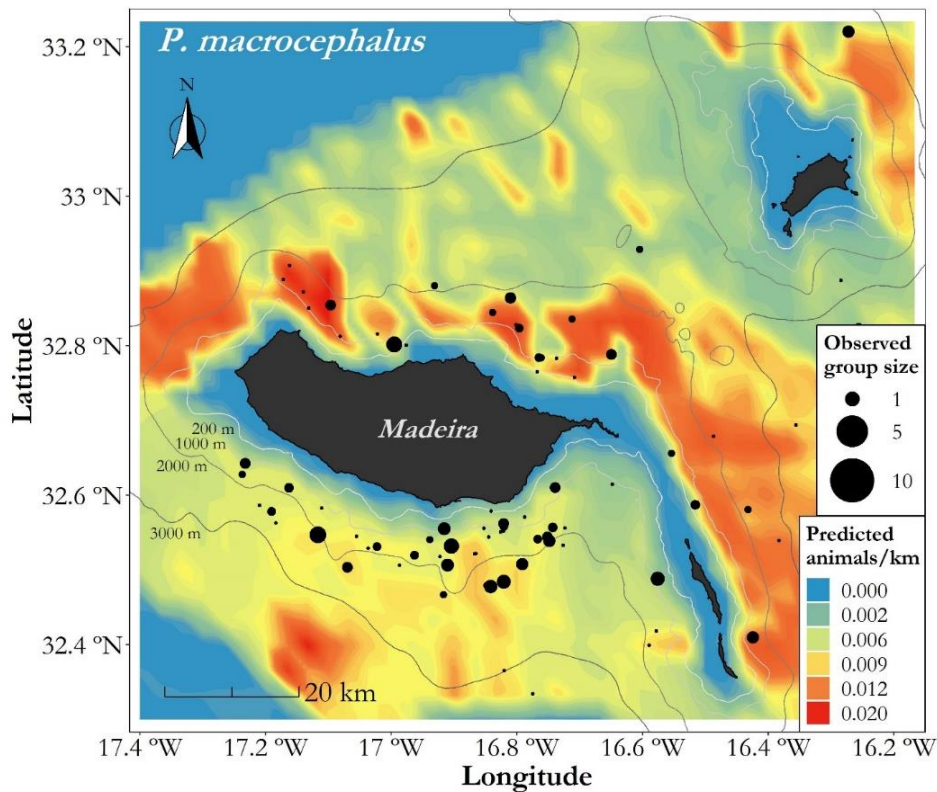 P. macrocephalus
N
33.2 ºN
33 ºN
32.8 ºN
32.6 ºN
32.4 ºN
Latitude
Madeira
200 m
1000 m
2000 m
3000 m
20 km
Observed
group size
1
5
10
Predicted
animals/km
0.000
0.002
0.006
0.009
0.012
0.020
17.4 ºW
17.2 ºW
17 ºW
16.8 ºW
16.6 ºW
16.4 ºW
16.2 ºW
Longitude